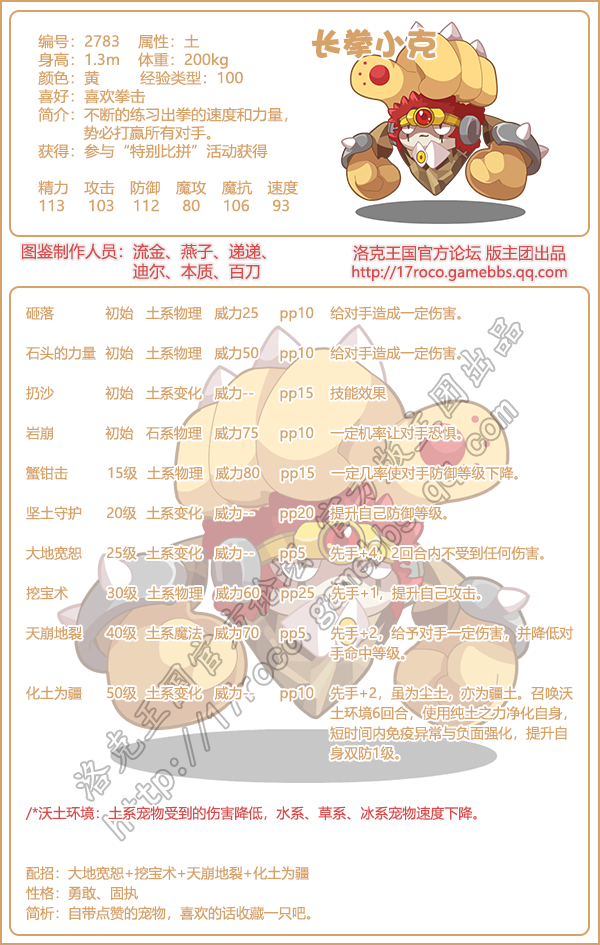 长拳小克
编号：2783 属性：土
身高：1.3m 体重：200kg
颜色：黄 经验类型：100
喜好：喜欢拳击
简介：不断的练习出拳的速度和力量，
势必打赢所有对手。
获得：参与“特别比拼”活动获得
精力 攻击 防御 魔攻 魔抗 速度
113 103 112 80 106 93
图鉴制作人员：流金、燕子、递递、
迪尔、本质、百刀
洛克王国官方论坛 版主团出品
http://17roco.gamebbs.qq.com
砸落 初始 土系物理 威力25 pp10 给对手造成一定伤害。
石头的力量 初始 土系物理 威力50 pp10 给对手造成一定伤害。
扔沙 初始 土系变化 威力-- pp15 技能效果
岩崩 初始 石系物理 威力75 pp10 一定机率让对手恐惧。
蟹钳击 15级 土系物理 威力80 pp15 一定几率使对手防御等级下降。
坚土守护 20级 土系变化 威力-- pp20 提升自己防御等级。
大地宽恕 25级 土系变化 威力-- pp5 先手+4，2回合内不受到任何伤害。
挖宝术 30级 土系物理 威力60 pp25 先手+1，提升自己攻击。
天崩地裂 40级 土系魔法 威力70 pp5 先手+2，给予对手一定伤害，并降低对
手命中等级。
化土为疆 50级 土系变化 威力-- pp10 先手+2，虽为尘土，亦为疆土。召唤沃
土环境6回合，使用纯土之力净化自身，
短时间内免疫异常与负面强化，提升自
身双防1级。
/*沃土环境：土系宠物受到的伤害降低，水系、草系、冰系宠物速度下降。
配招：大地宽恕+挖宝术+天崩地裂+化土为疆
性格：勇敢、固执
简析：自带点赞的宠物，喜欢的话收藏一只吧。
洛克王国官方论坛官方版主团出品
http://17roco.gamebbs.qq.com